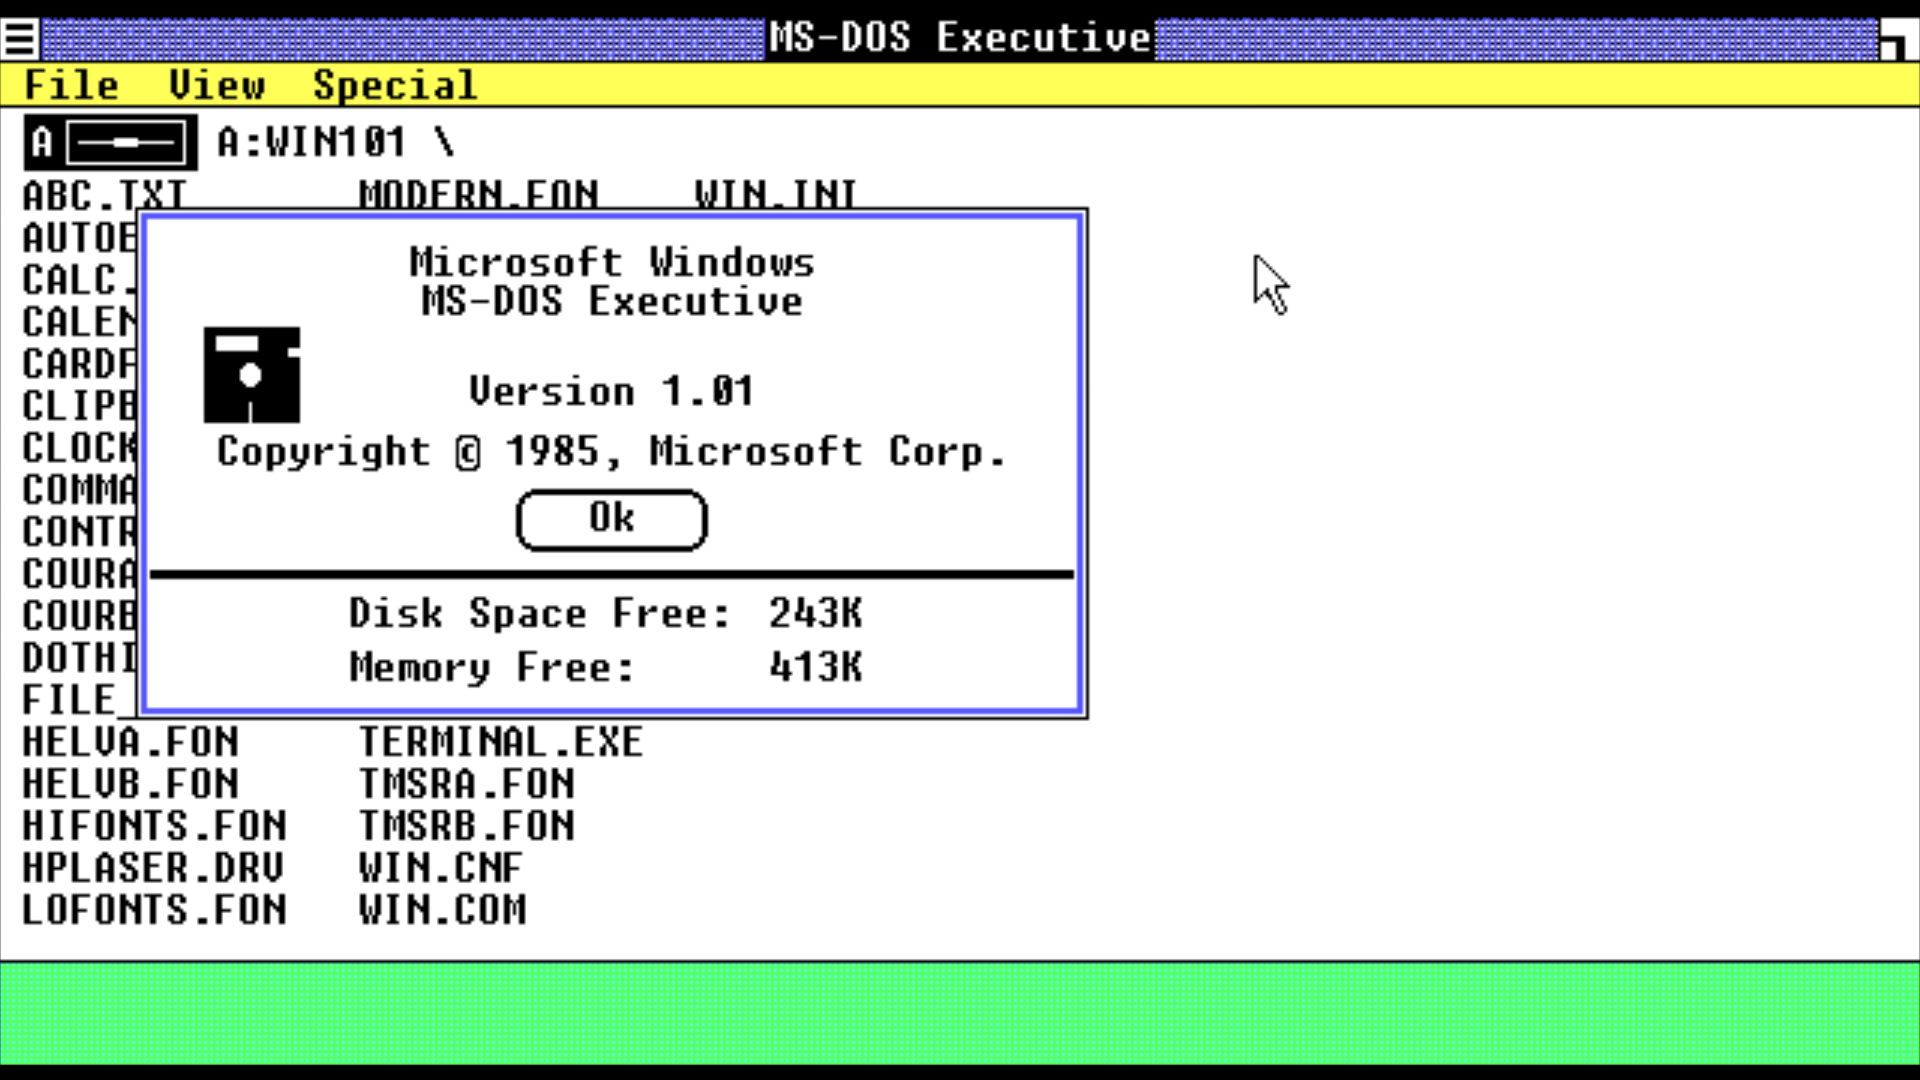 MS-DOS Executive
File View Special
A A:WIN101 \
ABC.TXT MODERN.FON WIN.INI
AUTOE
CALC.
CALEN
CARDF
CLIPB
CLOCK
COMMA
CONTR
COURA
COURB
DOTHI
FILE_
Microsoft Windows
MS-DOS Executive
Version 1.01
Copyright © 1985, Microsoft Corp.
Ok
Disk Space Free: 243K
Memory Free: 413K
HELVA.FON TERMINAL.EXE
HELVB.FON TMSRA.FON
HIFONTS.FON TMSRB.FON
HPLASER.DRV WIN.CNF
LOFONTS.FON WIN.COM